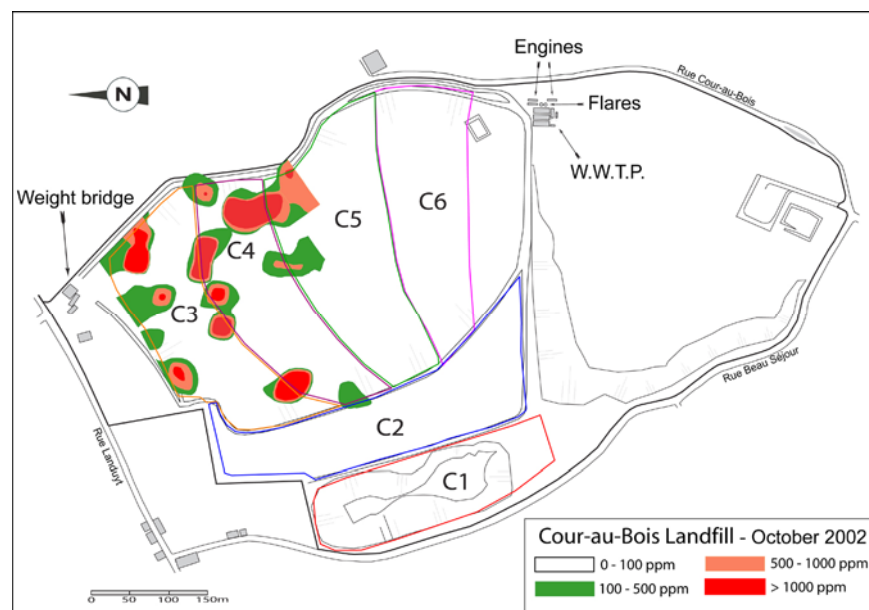 Engines
Rue Cour-au-Bois
N
Flares
W.W.T.P.
Weight bridge
C6
C5
C4
C3
Rue Beau Séjour
C2
Rue Landuyt
C1
Cour-au-Bois Landfill - October 2002
0 - 100 ppm
500 - 1000 ppm
100 - 500 ppm
> 1000 ppm
0 50 100 150m